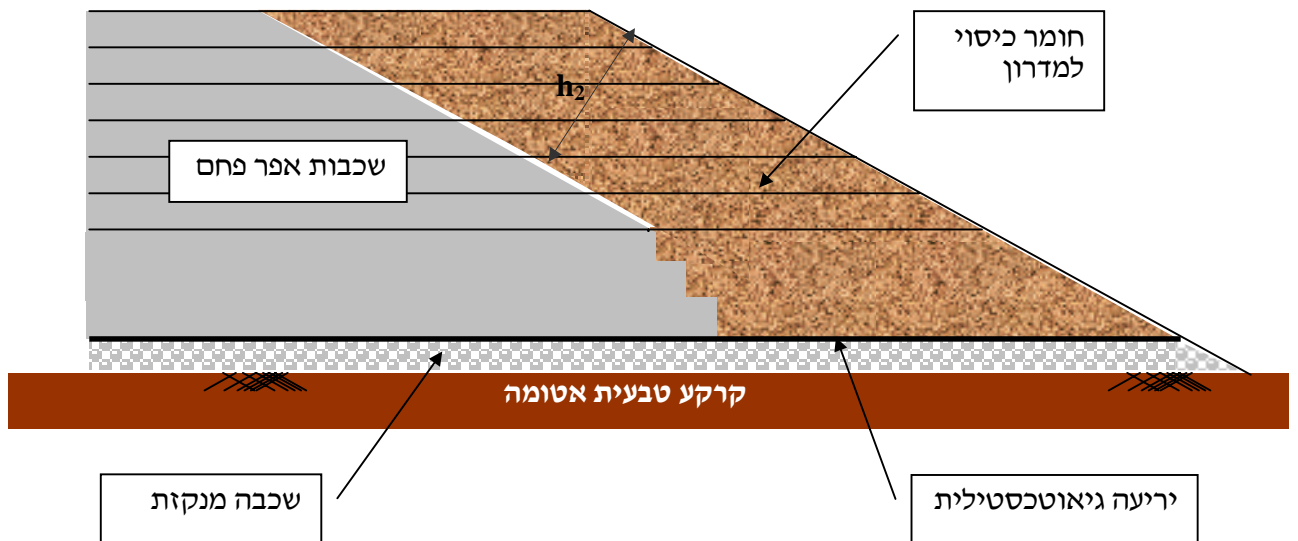 חומר כיסוי
למדרון
h₂
שכבות אפר פחם
קרקע טבעית אטומה
יריעה גיאוטכסטילית
שכבה מנקזת